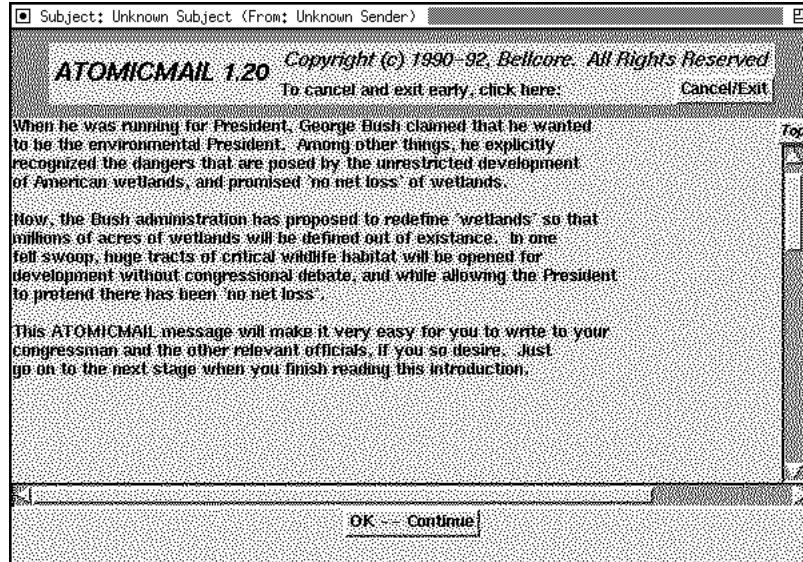 Subject: Unknown Subject (From: Unknown Sender)
ATOMICMAIL 1.20
Copyright (c) 1990-92, Bellcore. All Rights Reserved
To cancel and exit early, click here:
Cancel/Exit
When he was running for President, George Bush claimed that he wanted
to be the environmental President. Among other things, he explicitly
recognized the dangers that are posed by the unrestricted development
of American wetlands, and promised "no net loss" of wetlands.
Now, the Bush administration has proposed to redefine "wetlands" so that
millions of acres of wetlands will be defined out of existance. In one
fell swoop, huge tracts of critical wildlife habitat will be opened for
development without congressional debate, and while allowing the President
to pretend there has been "no net loss".
This ATOMICMAIL message will make it very easy for you to write to your
congressman and the other relevant officials, if you so desire. Just
go on to the next stage when you finish reading this introduction.
Top
OK -- Continue